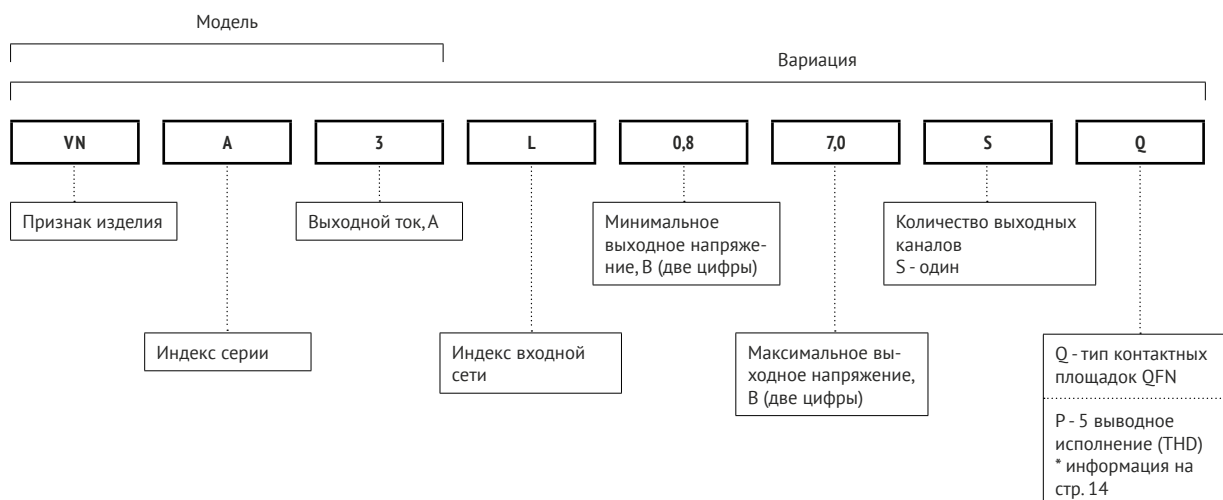 Модель
Вариация
VN
A
3
L
0,8
7,0
S
Q
Признак изделия
Выходной ток, А
Минимальное
выходное напряже-
ние, В (две цифры)
Количество выходных
каналов
S - один
Индекс серии
Индекс входной
сети
Максимальное вы-
ходное напряжение,
В (две цифры)
Q - тип контактных
площадок QFN
P - 5 выводное
исполнение (THD)
* информация на
стр. 14